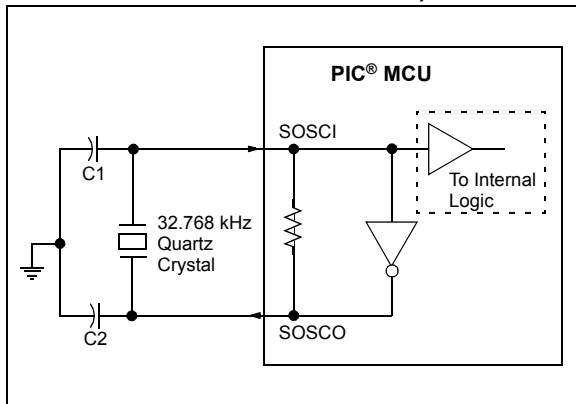 PIC® MCU
SOSCI
C1
To Internal
Logic
32.768 kHz
Quartz
Crystal
SOSCO
C2